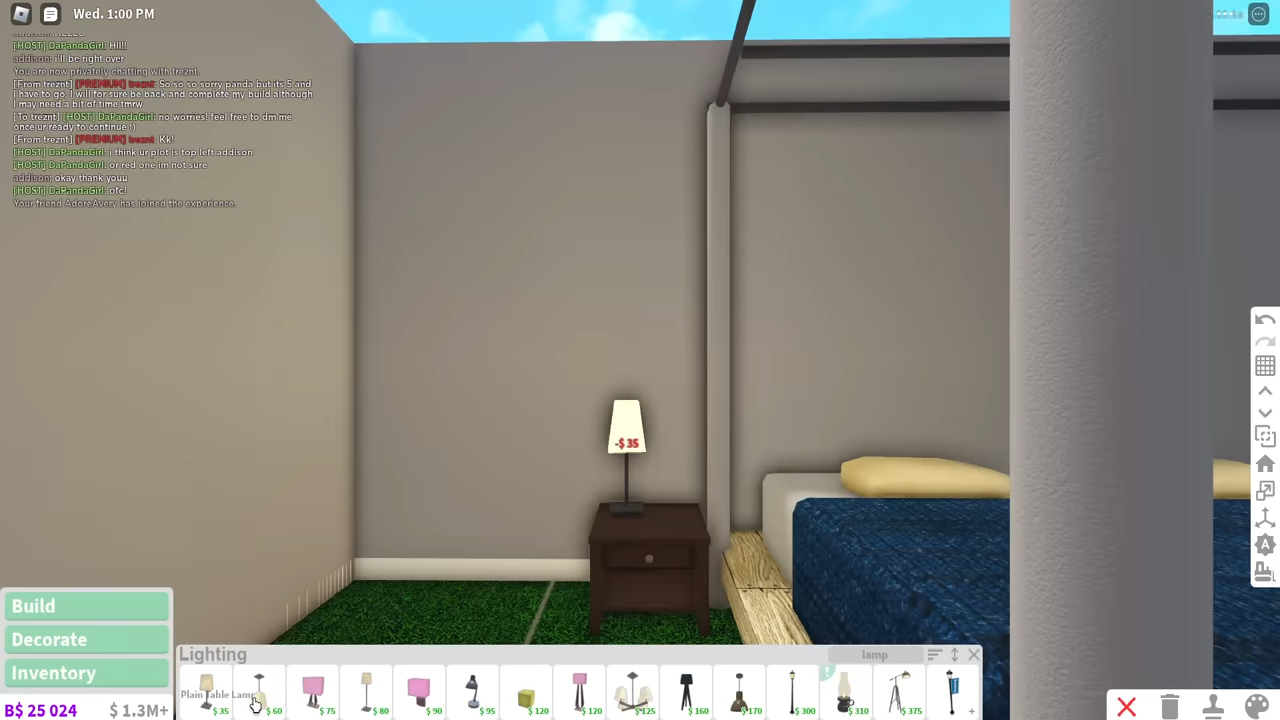 Wed. 1:00 PM
[HOST] DaPandaGirl: HI!!
addison: i'll be right over
You are now privately chatting with treznt.
[From treznt] [PREMIUM] treznt: So so so sorry panda but its 5 and
I have to go. I will for sure be back and complete my build although
I may need a bit of time tmrw
[To treznt] [HOST] DaPandaGirl: no worries! feel free to dm me
once ur ready to continue :)
[From treznt] [PREMIUM] treznt: Kk!
[HOST] DaPandaGirl: i think ur plot is top left addison
[HOST] DaPandaGirl: or red one im not sure
addison: okay thank youu
[HOST] DaPandaGirl: ofc!
Your friend AdoreAvery has joined the experience.
-$ 35
Build
Decorate
Inventory
B$ 25 024 $ 1.3M+
Lighting lamp
Plain Table Lamp
$ 35 $ 60 $ 75 $ 80 $ 90 $ 95 $ 120 $ 120 $ 125 $ 160 $ 170 $ 300 $ 310 $ 375 +
A